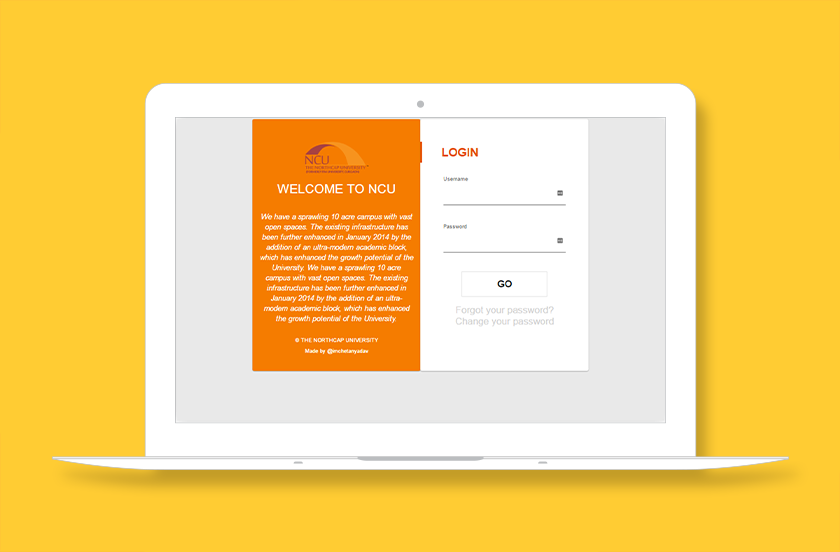 NCU
THE NORTHCAP UNIVERSITY
WELCOME TO NCU
We have a sprawling 10 acre campus with vast
open spaces. The existing infrastructure has
been further enhanced in January 2014 by the
addition of an ultra-modern academic block,
which has enhanced the growth potential of the
University. We have a sprawling 10 acre
campus with vast open spaces. The existing
infrastructure has been further enhanced in
January 2014 by the addition of an ultra-
modern academic block, which has enhanced
the growth potential of the University.
© THE NORTHCAP UNIVERSITY
Made by @imchetanyadav
LOGIN
Username
Password
GO
Forgot your password?
Change your password